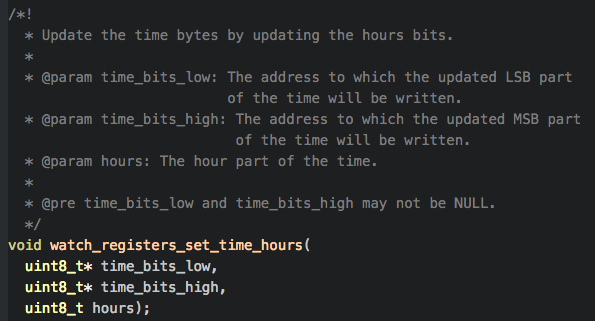 /*!
  * Update the time bytes by updating the hours bits.
  *
  * @param time_bits_low: The address to which the updated LSB part
                          of the time will be written.
  * @param time_bits_high: The address to which the updated MSB part
                           of the time will be written.
  * @param hours: The hour part of the time.
  *
  * @pre time_bits_low and time_bits_high may not be NULL.
  */
void watch_registers_set_time_hours(
  uint8_t* time_bits_low,
  uint8_t* time_bits_high,
  uint8_t hours);